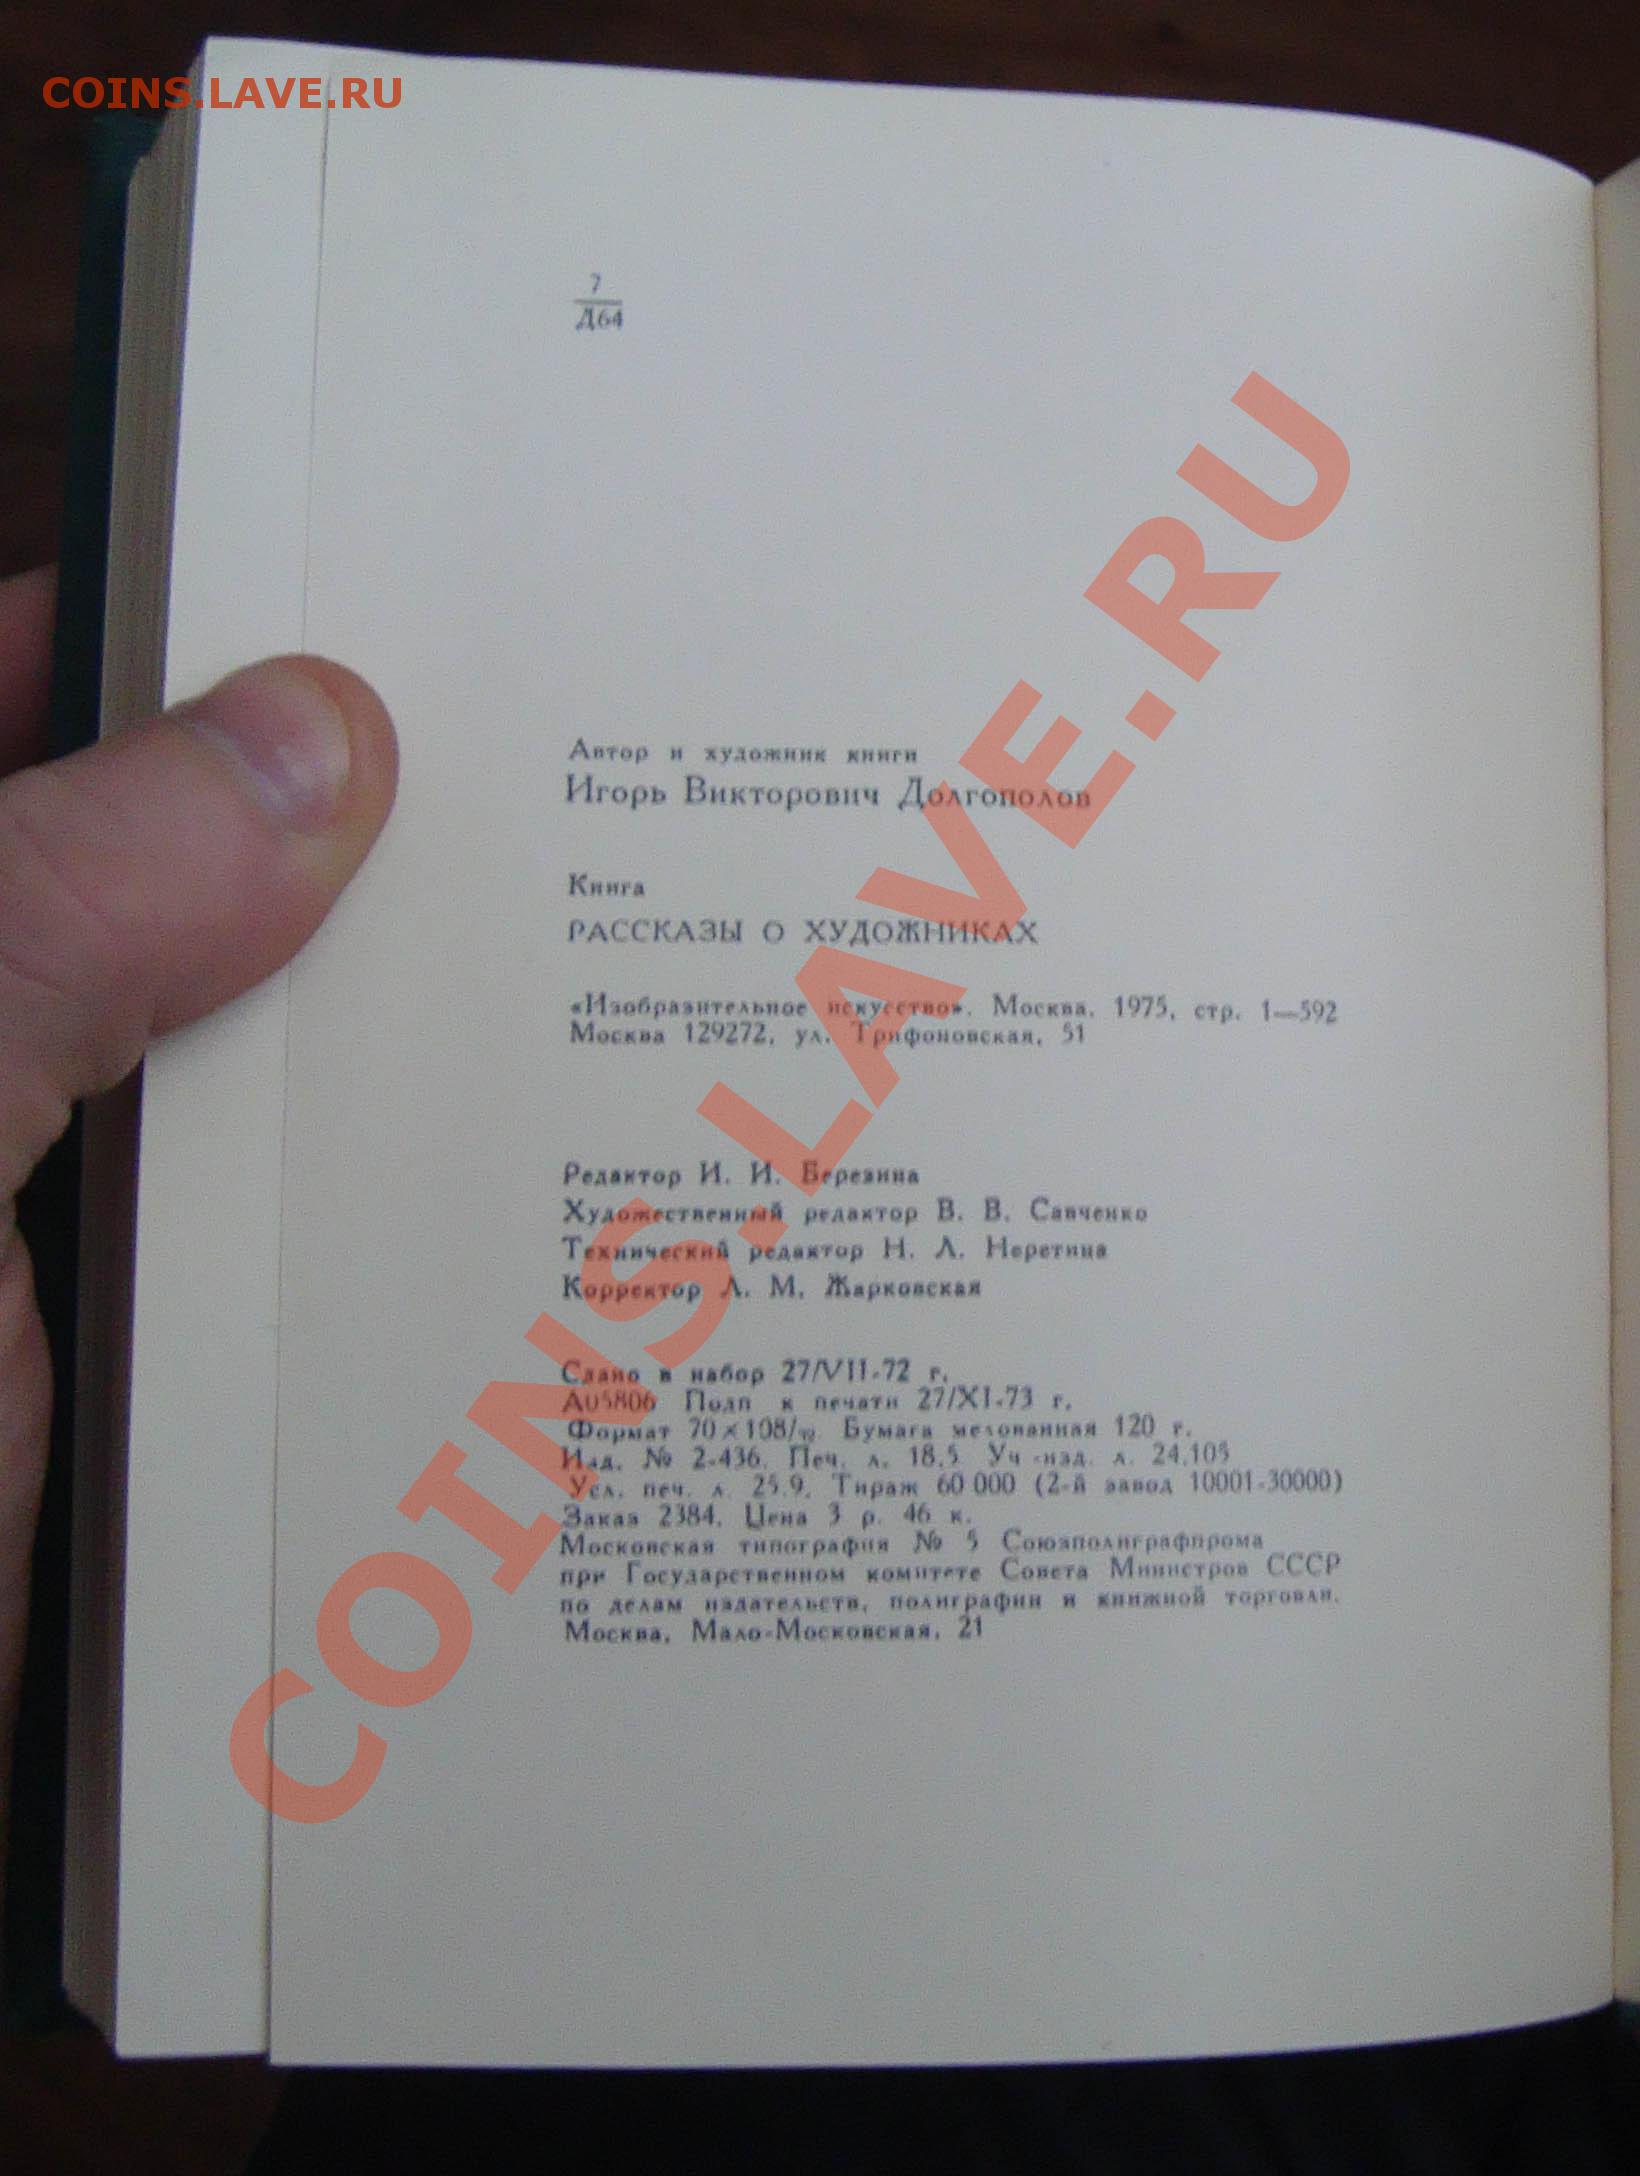 COINS.LAVE.RU
7
Д64
Автор и художник книги
Игорь Викторович Долгополов
Книга
РАССКАЗЫ О ХУДОЖНИКАХ
«Изобразительное искусство». Москва. 1975, стр. 1—592
Москва 129272, ул. Трифоновская, 51
Редактор И. И. Березина
Художественный редактор В. В. Савченко
Технический редактор Н. Л. Неретина
Корректор Л. М. Жарковская
Сдано в набор 27/VII-72 г.
А05806 Подп к печати 27/XI-73 г.
Формат 70×108/ Бумага мелованная 120 г.
Изд. № 2-436. Печ. л. 18,5 Уч-изд. л. 24,105
Усл. печ. л. 25,9. Тираж 60 000 (2-й завод 10001-30000)
Заказ 2384. Цена 3 р. 46 к.
Московская типография № 5 Союзполиграфпрома
при Государственном комитете Совета Министров СССР
по делам издательств, полиграфии и книжной торговли.
Москва, Мало-Московская, 21
COINS.LAVE.RU